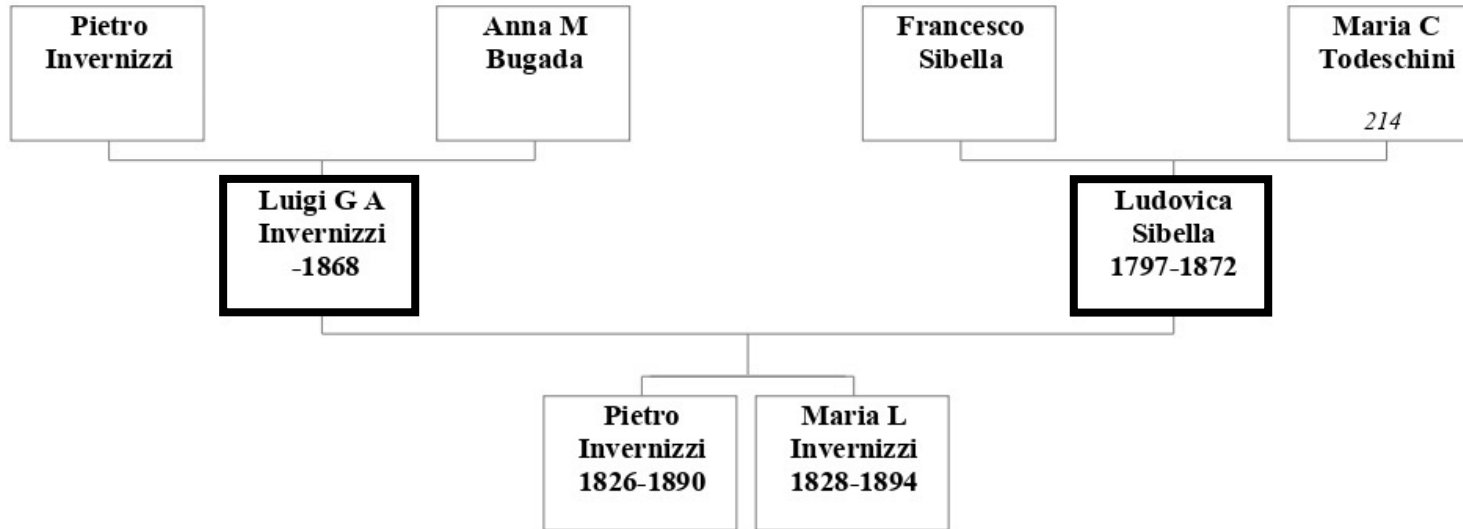 Pietro
Invernizzi
Anna M
Bugada
Francesco
Sibella
Maria C
Todeschini
214
Luigi G A
Invernizzi
-1868
Ludovica
Sibella
1797-1872
Pietro
Invernizzi
1826-1890
Maria L
Invernizzi
1828-1894